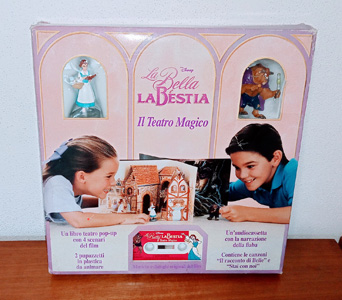 Disney
La Bella
e
LA BESTIA
Il Teatro Magico
Un libro teatro pop-up
con 4 scenari
del film
Un'audiocassetta
con la narrazione
della fiaba
5 pupazzetti
in plastica
da animare
Contiene le canzoni
"Il racconto di Belle" e
"Stia con noi"